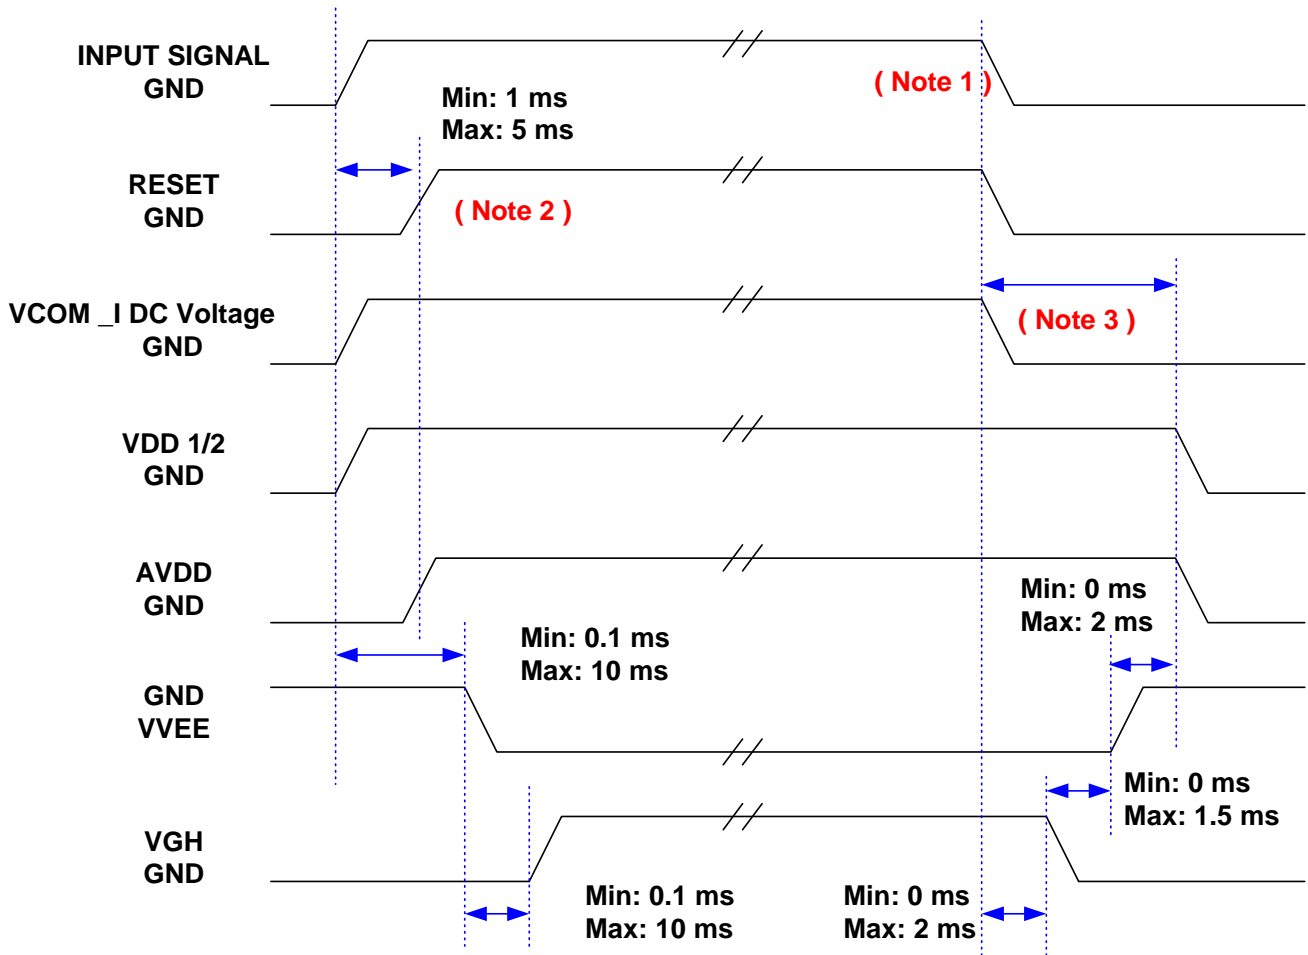 INPUT SIGNAL
GND
( Note 1 )
Min: 1 ms
Max: 5 ms
RESET
GND
( Note 2 )
VCOM _I DC Voltage
GND
( Note 3 )
VDD 1/2
GND
AVDD
GND
Min: 0 ms
Max: 2 ms
Min: 0.1 ms
Max: 10 ms
GND
VVEE
Min: 0 ms
Max: 1.5 ms
VGH
GND
Min: 0.1 ms
Max: 10 ms
Min: 0 ms
Max: 2 ms